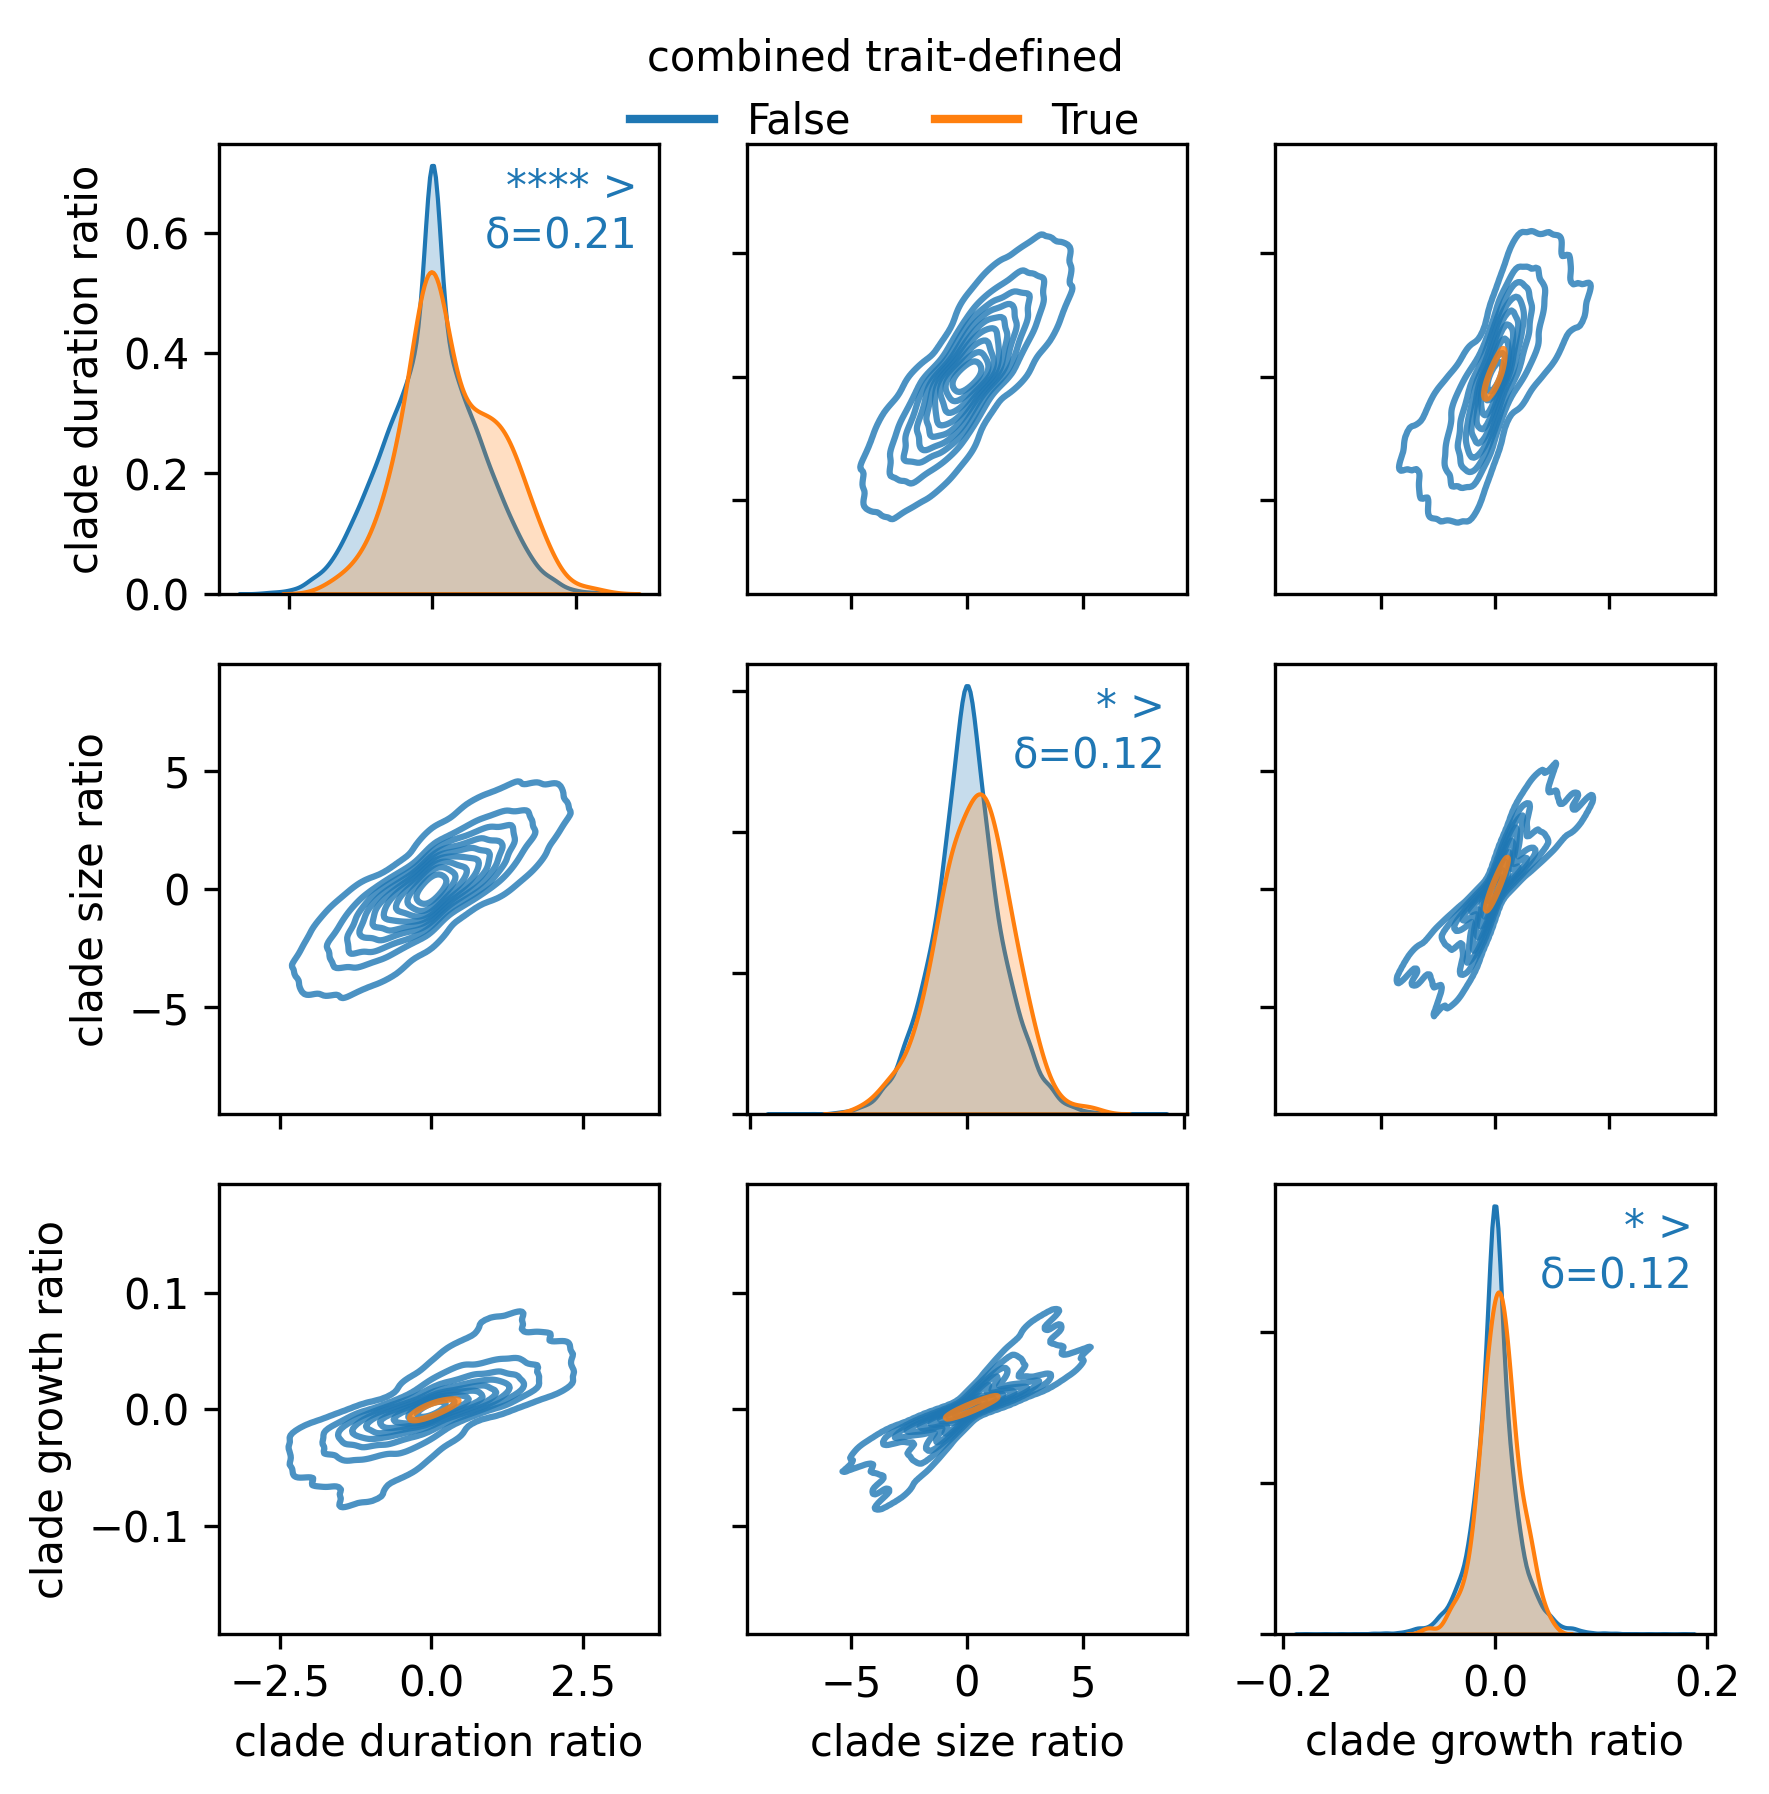 combined trait-defined
False True
**** >
δ=0.21
clade duration ratio
0.6
0.4
0.2
0.0
* >
δ=0.12
clade size ratio
5
0
−5
* >
δ=0.12
clade growth ratio
0.1
0.0
−0.1
−2.5 0.0 2.5
−5 0 5
−0.2 0.0 0.2
clade duration ratio
clade size ratio
clade growth ratio